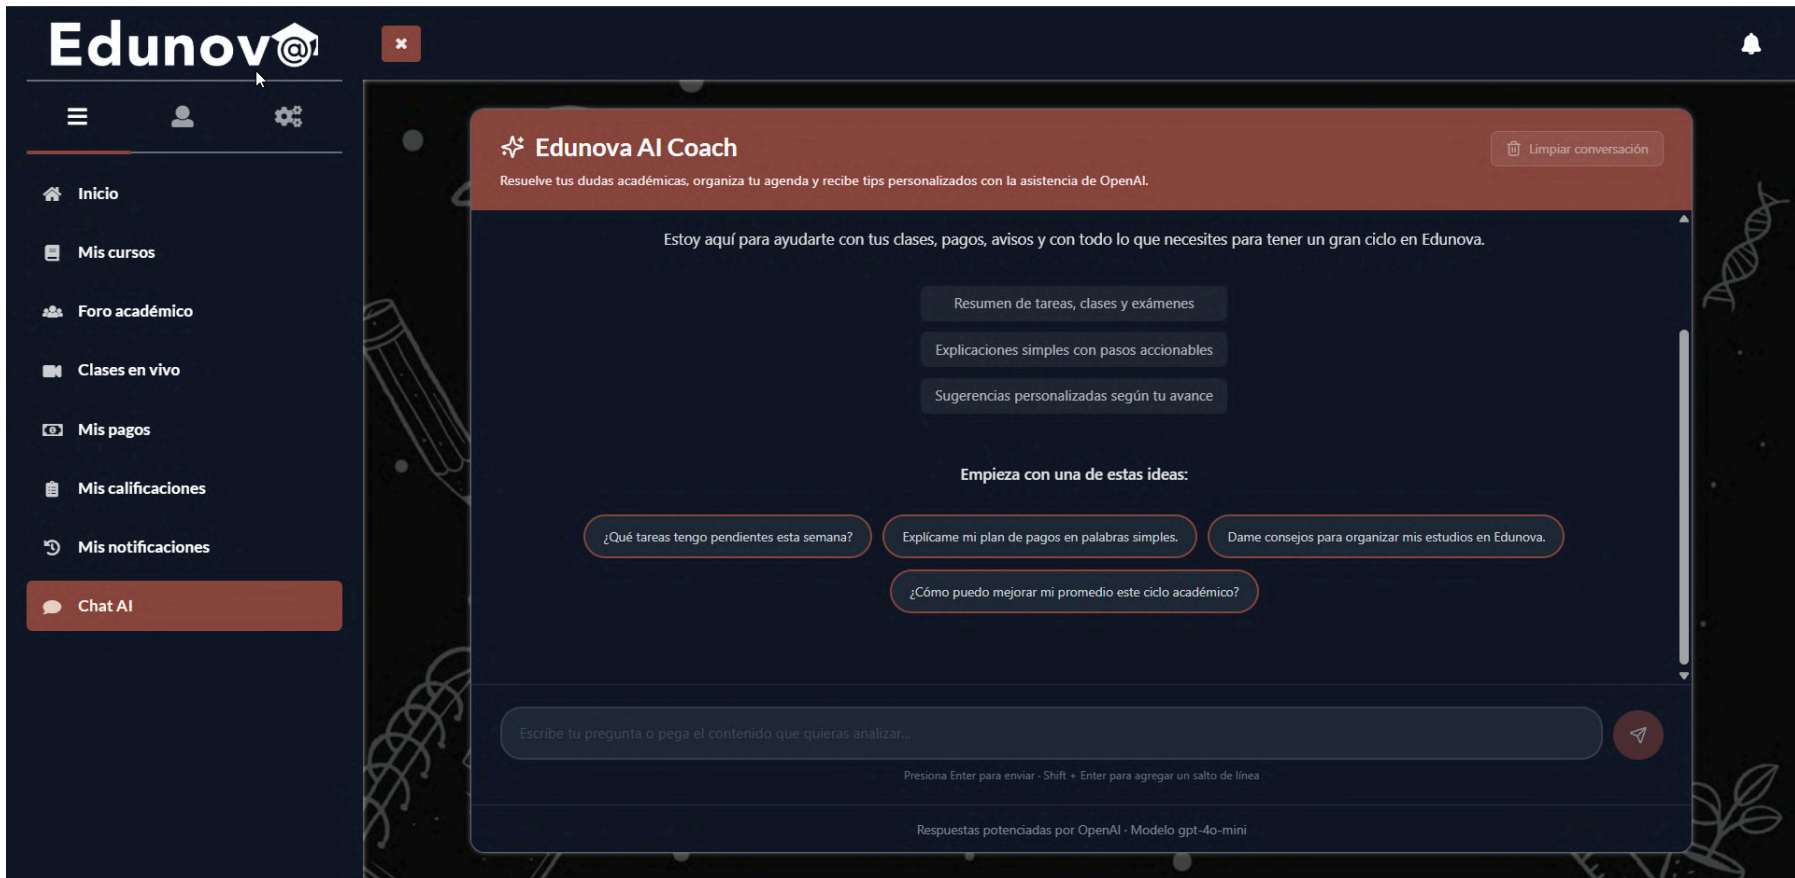 Edunov@
Inicio
Mis cursos
Foro académico
Clases en vivo
Mis pagos
Mis calificaciones
Mis notificaciones
Chat AI
Edunova AI Coach
Limpiar conversación
Resuelve tus dudas académicas, organiza tu agenda y recibe tips personalizados con la asistencia de OpenAI.
Estoy aquí para ayudarte con tus clases, pagos, avisos y con todo lo que necesites para tener un gran ciclo en Edunova.
Resumen de tareas, clases y exámenes
Explicaciones simples con pasos accionables
Sugerencias personalizadas según tu avance
Empieza con una de estas ideas:
¿Qué tareas tengo pendientes esta semana?
Explícame mi plan de pagos en palabras simples.
Dame consejos para organizar mis estudios en Edunova.
¿Cómo puedo mejorar mi promedio este ciclo académico?
Escribe tu pregunta o pega el contenido que quieras analizar...
Presiona Enter para enviar · Shift + Enter para agregar un salto de línea
Respuestas potenciadas por OpenAI · Modelo gpt-4o-mini